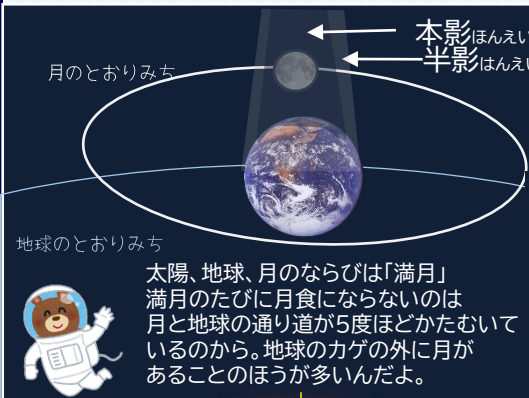 本影ほんえい
半影はんえい
月のとおりみち
地球のとおりみち
太陽、地球、月のならびは「満月」
満月のたびに月食にならないのは
月と地球の通り道が5度ほどかたむいて
いるのから。地球のカゲの外に月が
あることのほうが多いんだよ。